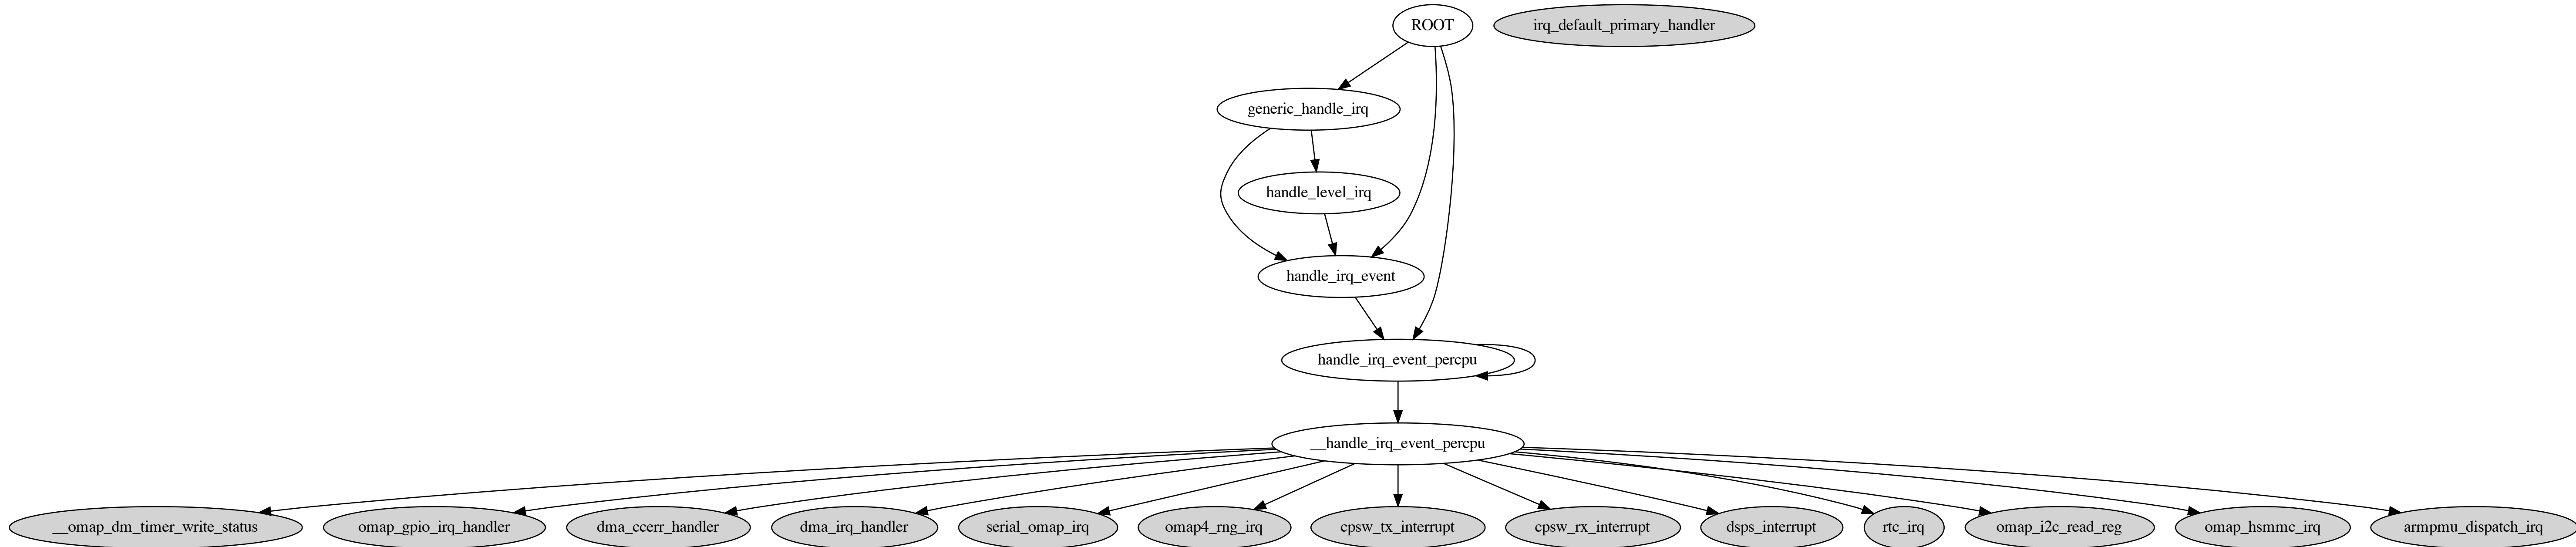 ROOT
irq_default_primary_handler
generic_handle_irq
handle_level_irq
handle_irq_event
handle_irq_event_percpu
__handle_irq_event_percpu
__omap_dm_timer_write_status
omap_gpio_irq_handler
dma_ccerr_handler
dma_irq_handler
serial_omap_irq
omap4_rng_irq
cpsw_tx_interrupt
cpsw_rx_interrupt
dsps_interrupt
rtc_irq
omap_i2c_read_reg
omap_hsmmc_irq
armpmu_dispatch_irq